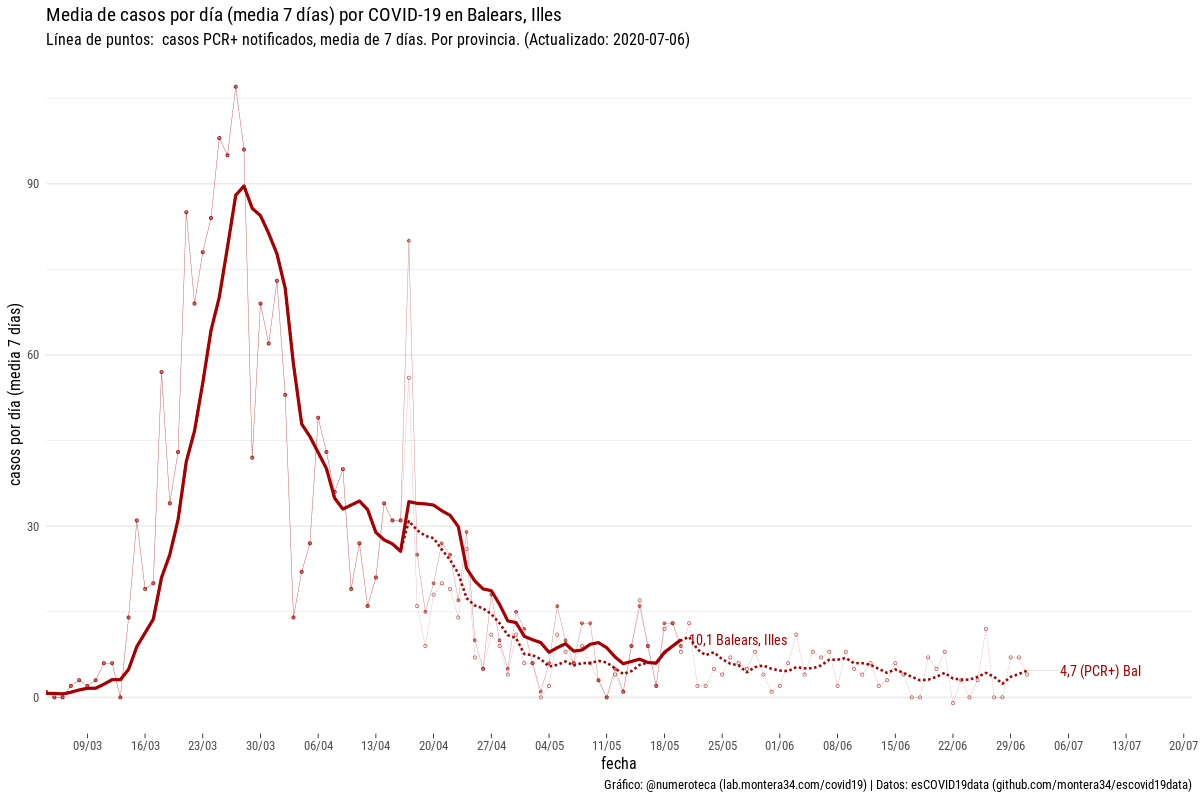 Media de casos por día (media 7 días) por COVID-19 en Balears, Illes
Línea de puntos:  casos PCR+ notificados, media de 7 días. Por provincia. (Actualizado: 2020-07-06)
casos por día (media 7 días)
90
60
30
0
10,1 Balears, Illes
4,7 (PCR+) Bal
09/03 16/03 23/03 30/03 06/04 13/04 20/04 27/04 04/05 11/05 18/05 25/05 01/06 08/06 15/06 22/06 29/06 06/07 13/07 20/07
fecha
Gráfico: @numeroteca (lab.montera34.com/covid19) | Datos: esCOVID19data (github.com/montera34/escovid19data)